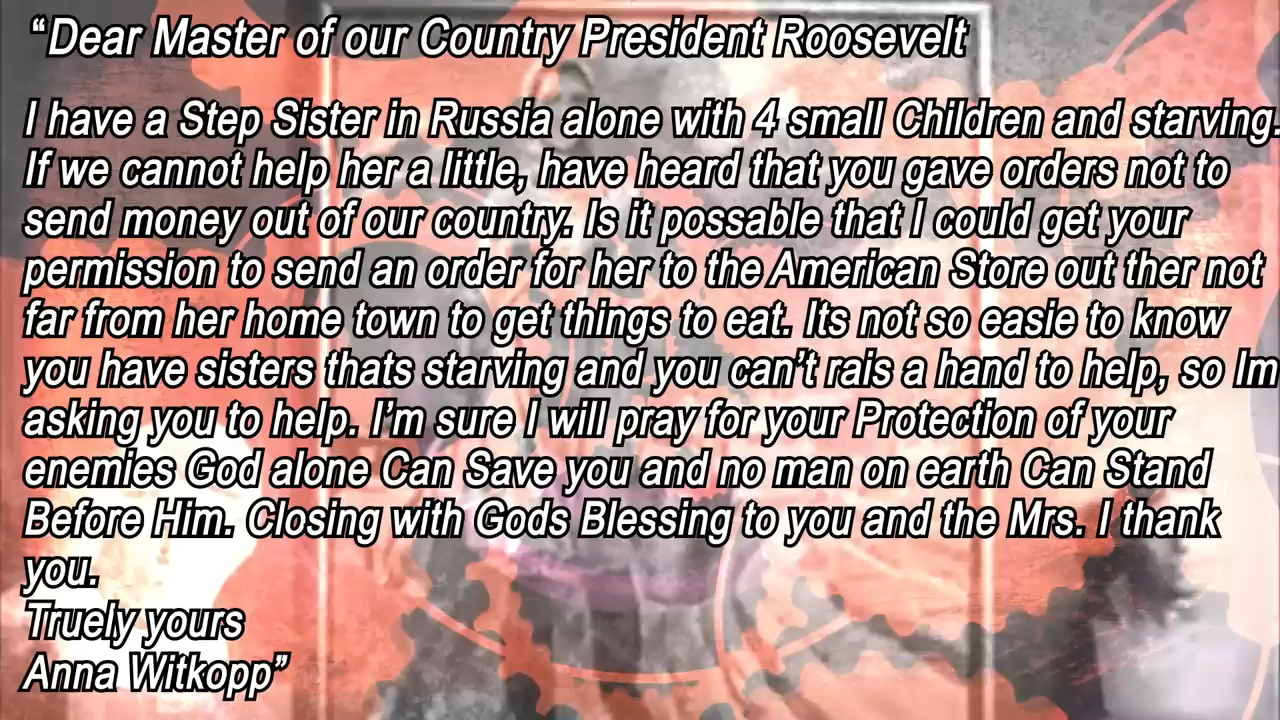 “Dear Master of our Country President Roosevelt
I have a Step Sister in Russia alone with 4 small Children and starving.
If we cannot help her a little, have heard that you gave orders not to
send money out of our country. Is it possable that I could get your
permission to send an order for her to the American Store out ther not
far from her home town to get things to eat. Its not so easie to know
you have sisters thats starving and you can’t rais a hand to help, so Im
asking you to help. I’m sure I will pray for your Protection of your
enemies God alone Can Save you and no man on earth Can Stand
Before Him. Closing with Gods Blessing to you and the Mrs. I thank
you.
Truely yours
Anna Witkopp”